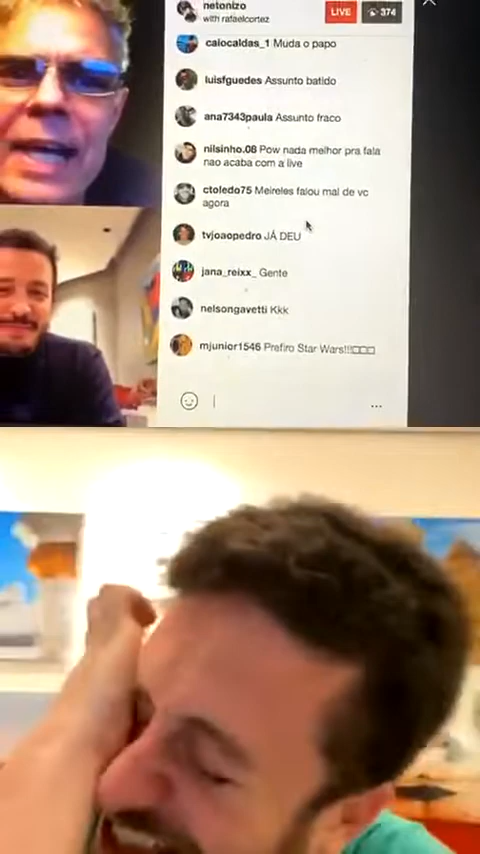 netonizo
with rafaelcortez
LIVE 374
caiocaldas_1 Muda o papo
luisfguedes Assunto batido
ana7343paula Assunto fraco
nilsinho.08 Pow nada melhor pra fala
nao acaba com a live
ctoledo75 Meireles falou mal de vc
agora
tvjoaopedro JÁ DEU
jana_reixx_ Gente
nelsongavetti Kkk
mjunior1546 Prefiro Star Wars!!!□□□